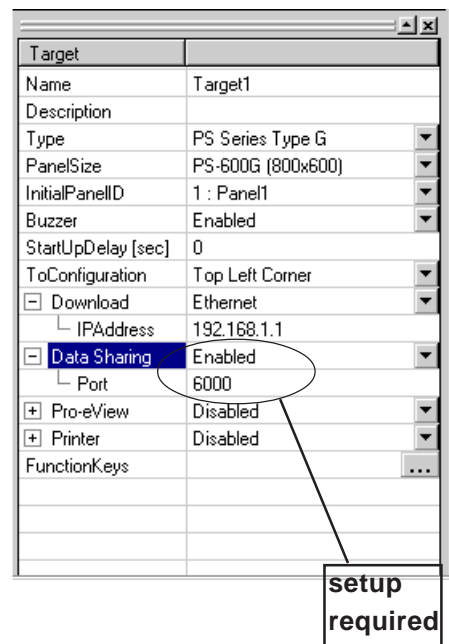 Target
Name Target1
Description
Type PS Series Type G
PanelSize PS-600G (800x600)
InitialPanelID 1 : Panel1
Buzzer Enabled
StartUpDelay [sec] 0
ToConfiguration Top Left Corner
Download Ethernet
IPAddress 192.168.1.1
Data Sharing Enabled
Port 6000
Pro-eView Disabled
Printer Disabled
FunctionKeys ...
setup
required